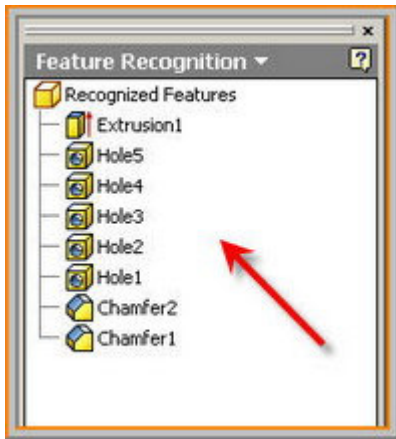 Feature Recognition
Recognized Features
Extrusion1
Hole5
Hole4
Hole3
Hole2
Hole1
Chamfer2
Chamfer1